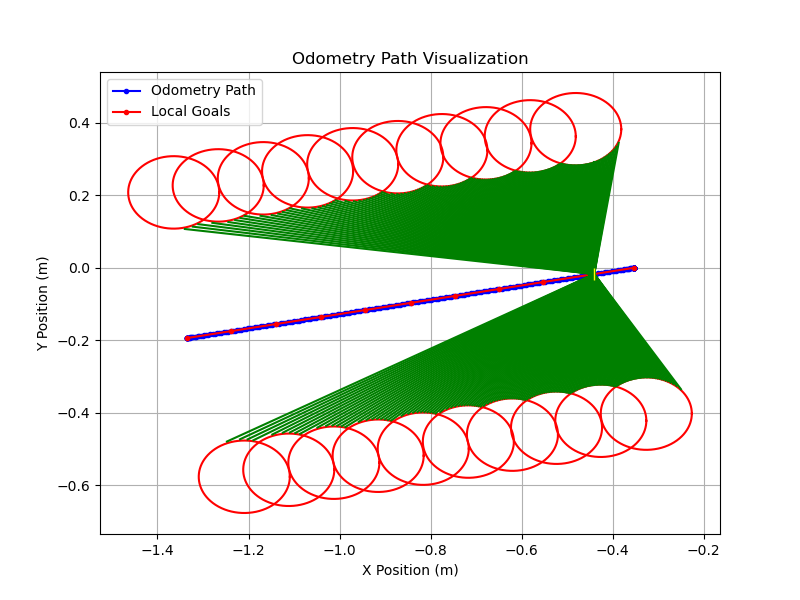 Odometry Path Visualization
Odometry Path
Local Goals
Y Position (m)
0.4
0.2
0.0
−0.2
−0.4
−0.6
−1.4 −1.2 −1.0 −0.8 −0.6 −0.4 −0.2
X Position (m)